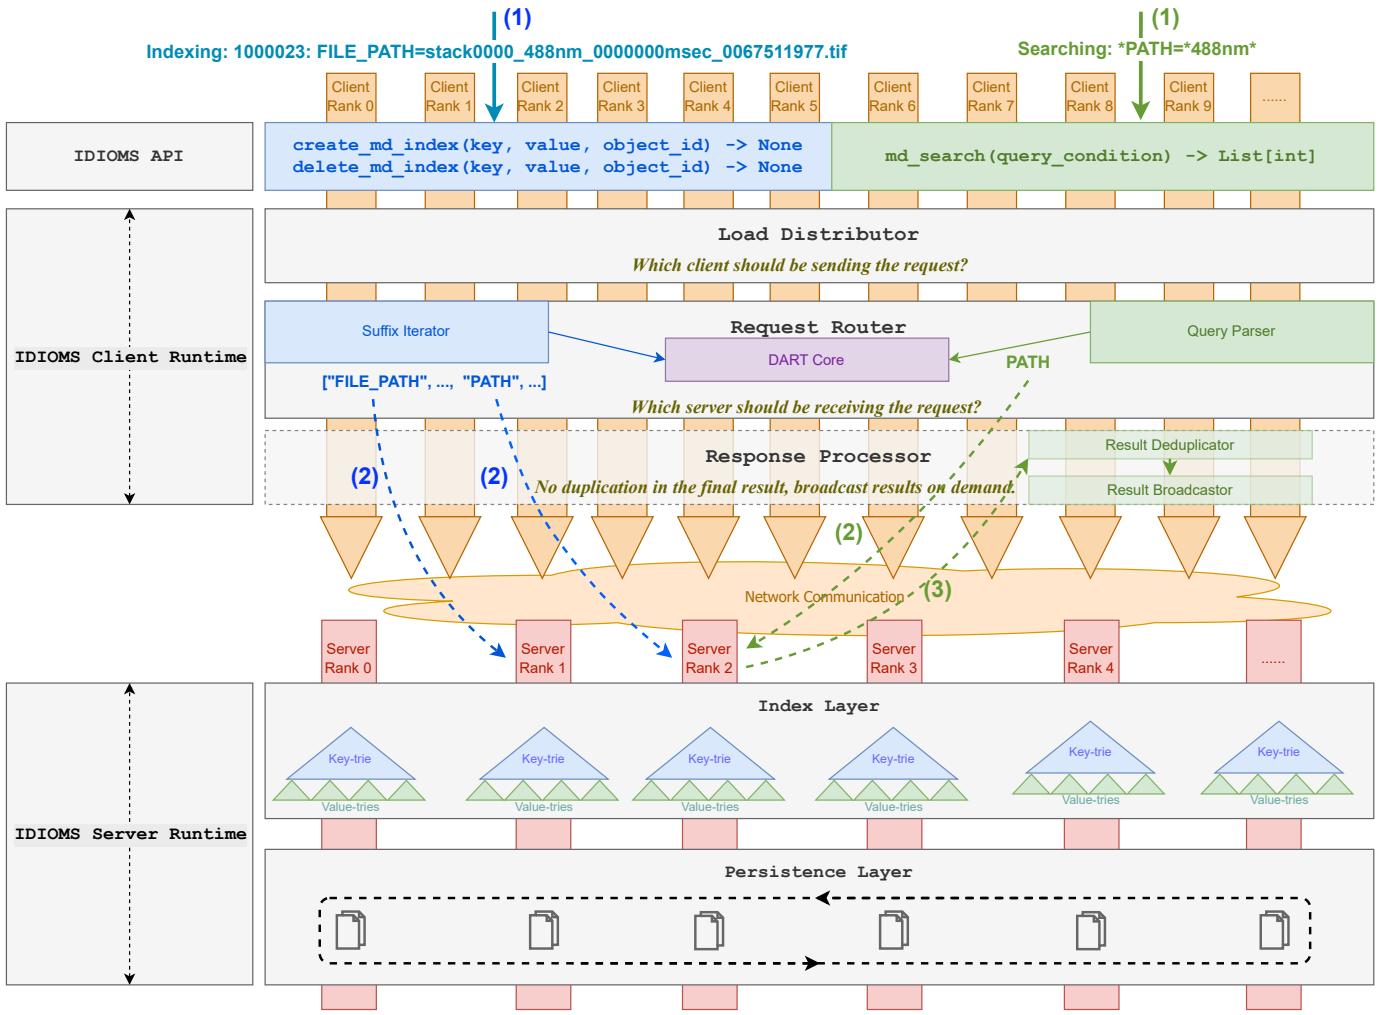 (1)
(1)
Indexing: 1000023: FILE_PATH=stack0000_488nm_0000000msec_0067511977.tif
Searching: *PATH=*488nm*
Client Rank 0
Client Rank 1
Client Rank 2
Client Rank 3
Client Rank 4
Client Rank 5
Client Rank 6
Client Rank 7
Client Rank 8
Client Rank 9
......
IDIOMS API
create_md_index(key, value, object_id) -> None
delete_md_index(key, value, object_id) -> None
md_search(query_condition) -> List[int]
Load Distributor
Which client should be sending the request?
IDIOMS Client Runtime
Suffix Iterator
Request Router
Query Parser
DART Core
PATH
["FILE_PATH", ..., "PATH", ...]
Which server should be receiving the request?
Response Processor
Result Deduplicator
(2)
(2)
No duplication in the final result, broadcast results on demand.
Result Broadcastor
(2)
Network Communication
(3)
Server Rank 0
Server Rank 1
Server Rank 2
Server Rank 3
Server Rank 4
......
Index Layer
Key-trie
Key-trie
Key-trie
Key-trie
Key-trie
Key-trie
Value-tries
Value-tries
Value-tries
Value-tries
Value-tries
Value-tries
IDIOMS Server Runtime
Persistence Layer